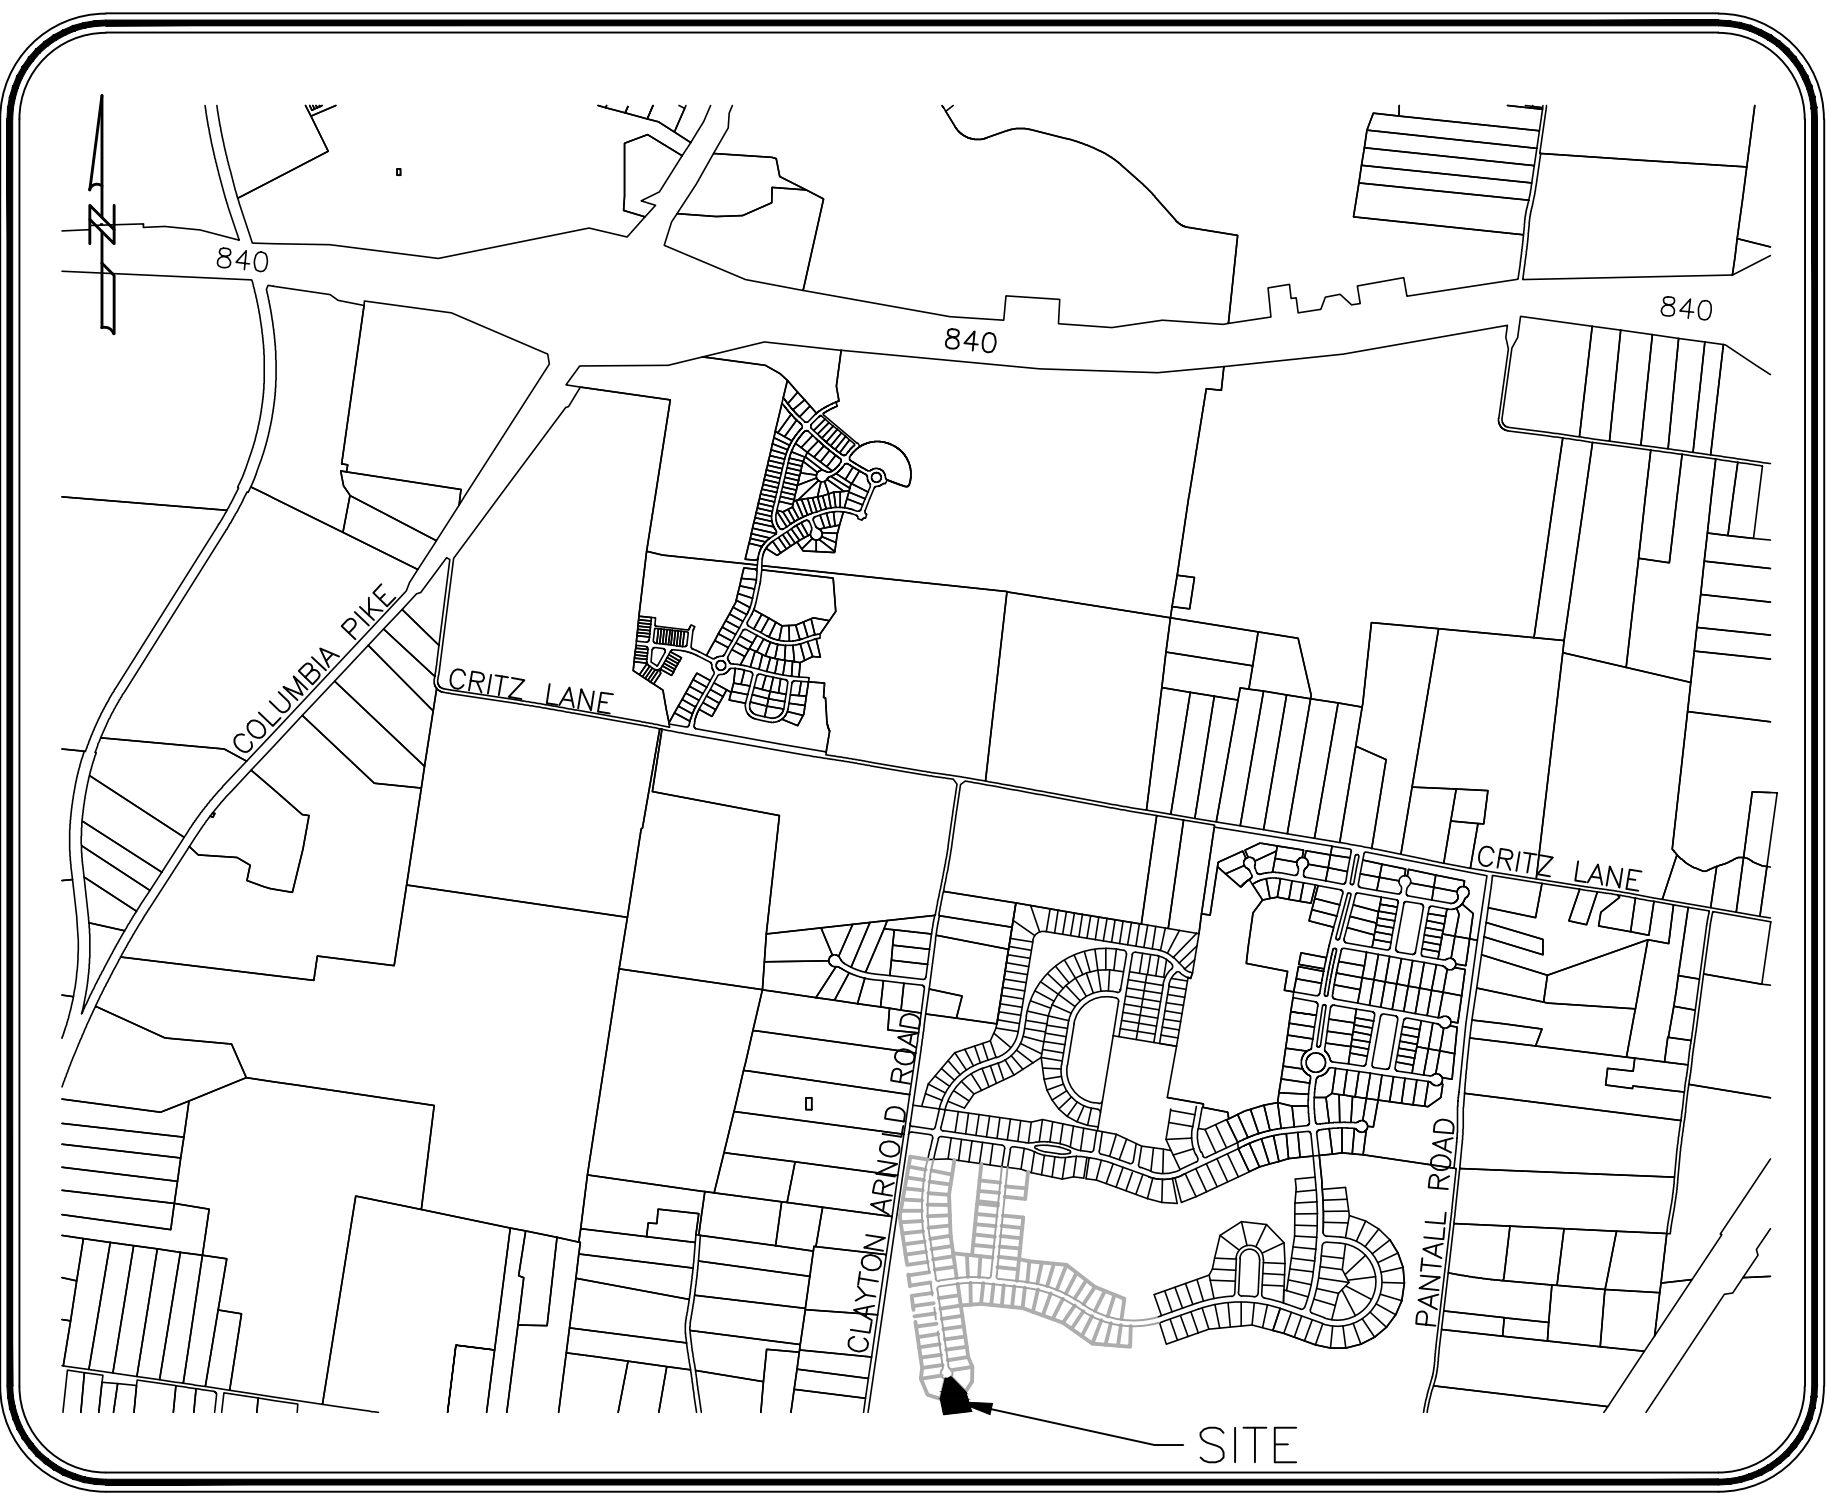 N
840
840
840
COLUMBIA PIKE
CRITZ LANE
CRITZ LANE
CLAYTON ARNOLD ROAD
PANTALL ROAD
SITE